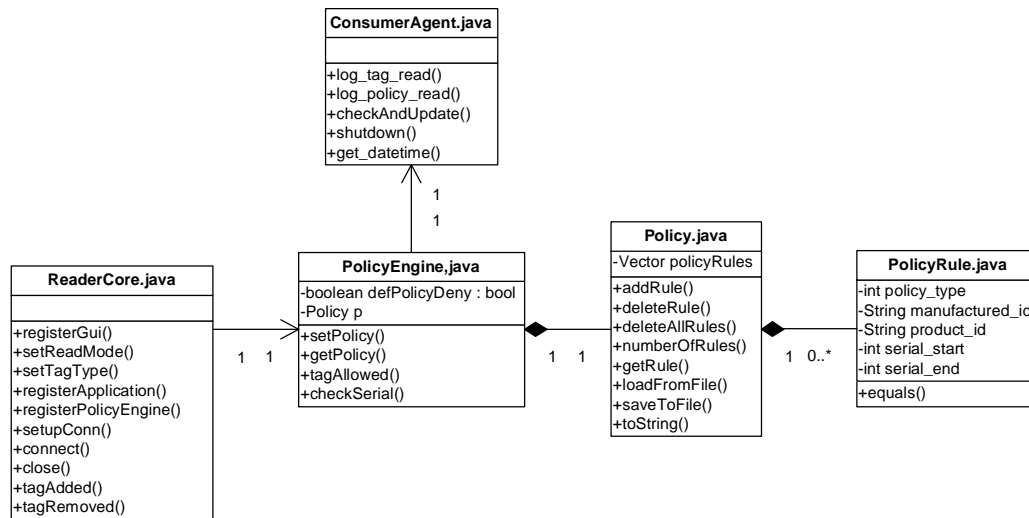 ConsumerAgent.java
+log_tag_read()
+log_policy_read()
+checkAndUpdate()
+shutdown()
+get_datetime()
1
1
ReaderCore.java
+registerGui()
+setReadMode()
+setTagType()
+registerApplication()
+registerPolicyEngine()
+setupConn()
+connect()
+close()
+tagAdded()
+tagRemoved()
1 1
PolicyEngine,java
-boolean defPolicyDeny : bool
-Policy p
+setPolicy()
+getPolicy()
+tagAllowed()
+checkSerial()
1 1
Policy.java
-Vector policyRules
+addRule()
+deleteRule()
+deleteAllRules()
+numberOfRules()
+getRule()
+loadFromFile()
+saveToFile()
+toString()
1 0..*
PolicyRule.java
-int policy_type
-String manufactured_id
-String product_id
-int serial_start
-int serial_end
+equals()